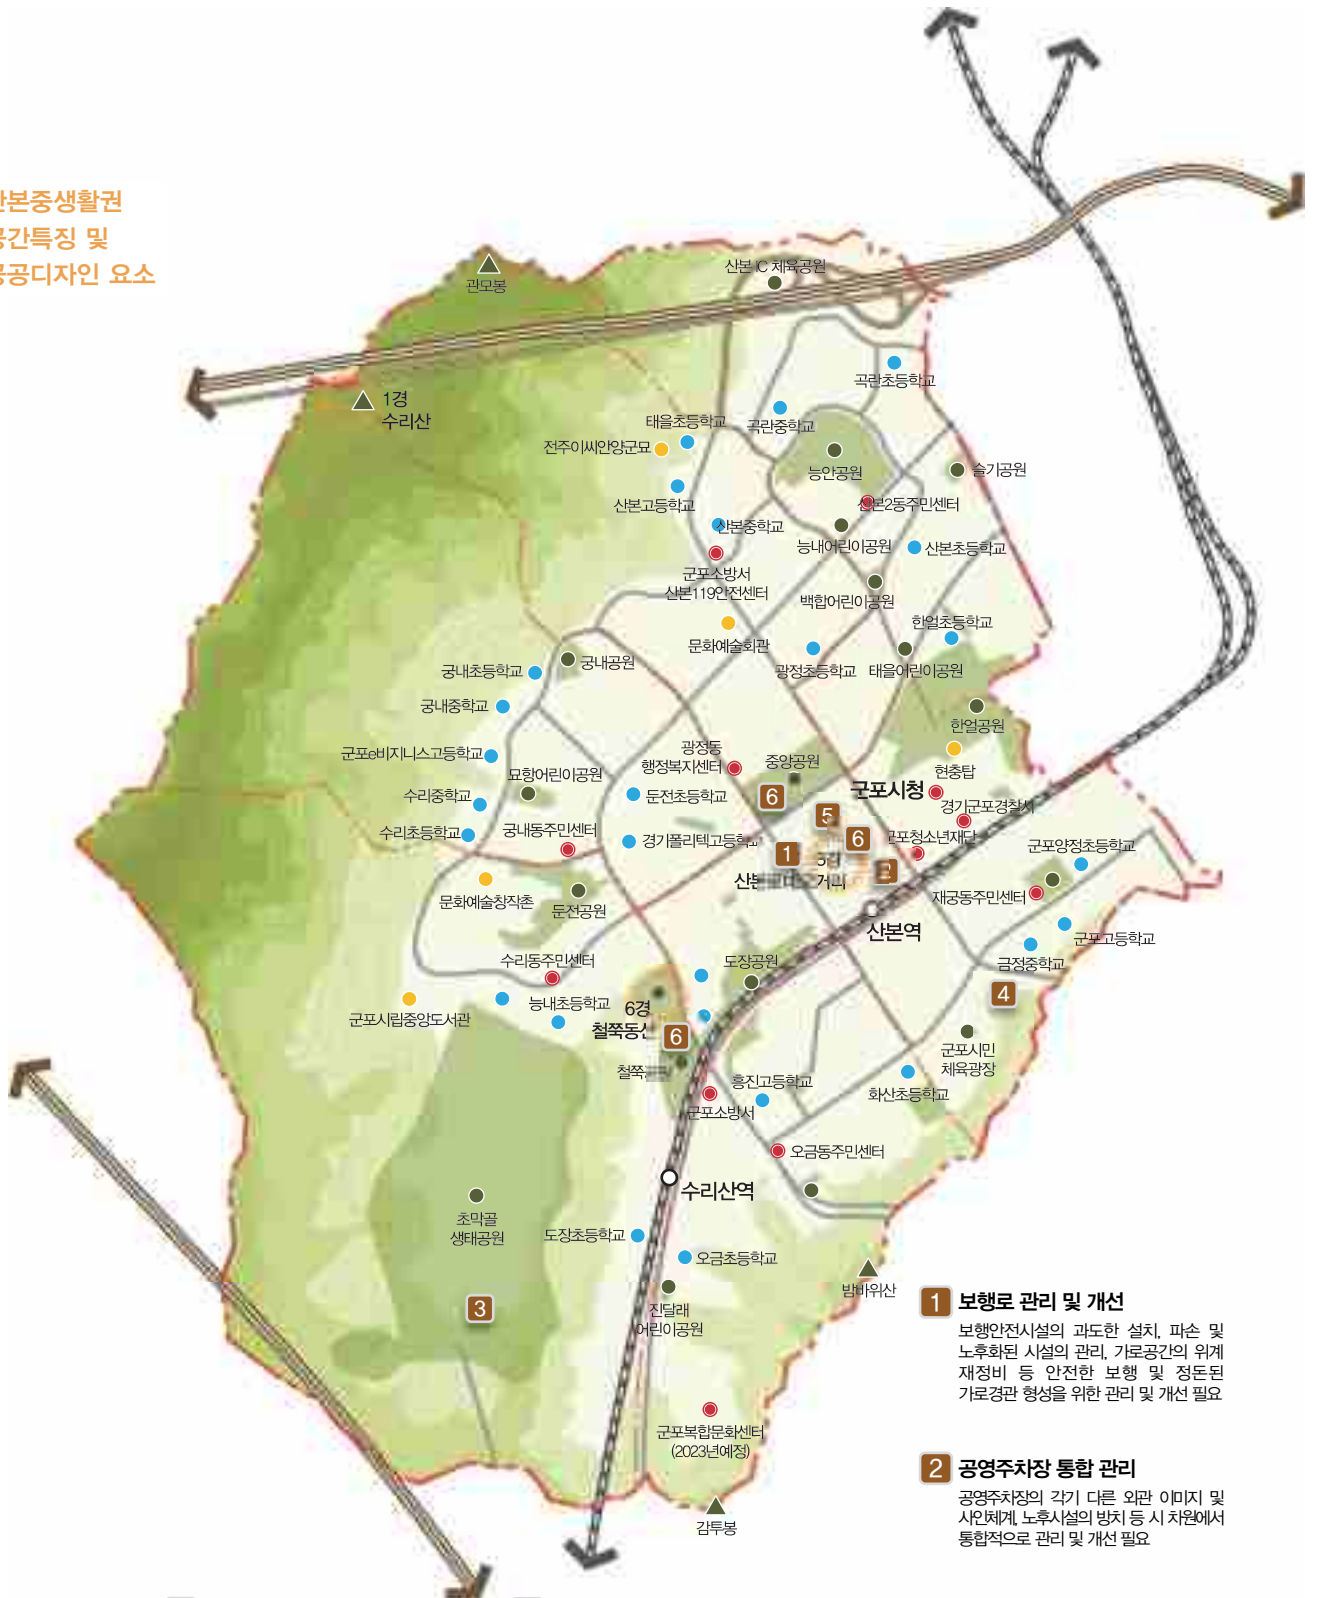 산본중생활권
공간특징 및
공공디자인 요소
관모봉
산본 IC 체육공원
곡란초등학교
1경
수리산
태을초등학교
곡란중학교
전주이씨안양군묘
능안공원
슬기공원
산본고등학교
산본2동주민센터
산본중학교
능내어린이공원
산본초등학교
군포소방서
산본119안전센터
백합어린이공원
한얼초등학교
문화예술회관
궁내초등학교
궁내공원
광정초등학교
태을어린이공원
궁내중학교
한얼공원
군포e비지니스고등학교
광정동
행정복지센터
중앙공원
현충탑
묘향어린이공원
군포시청
수리중학교
둔전초등학교
6
경기군포경찰서
5
수리초등학교
궁내동주민센터
경기폴리텍고등학교
6
군포청소년재단
군포양정초등학교
1
2
문화예술창작촌
둔전공원
재궁동주민센터
산본역
군포고등학교
수리동주민센터
도장공원
금정중학교
4
능내초등학교
6경
철쭉동산
군포시립중앙도서관
6
군포시민
체육광장
흥진고등학교
화산초등학교
군포소방서
오금동주민센터
수리산역
초막골
생태공원
도장초등학교
오금초등학교
밤바위산
3
진달래
어린이공원
군포복합문화센터
(2023년예정)
감투봉
1 보행로 관리 및 개선
보행안전시설의 과도한 설치, 파손 및
노후화된 시설의 관리, 가로공간의 위계
재정비 등 안전한 보행 및 정돈된
가로경관 형성을 위한 관리 및 개선 필요
2 공영주차장 통합 관리
공영주차장의 각기 다른 외관 이미지 및
사인체계, 노후시설의 방치 등 시 차원에서
통합적으로 관리 및 개선 필요